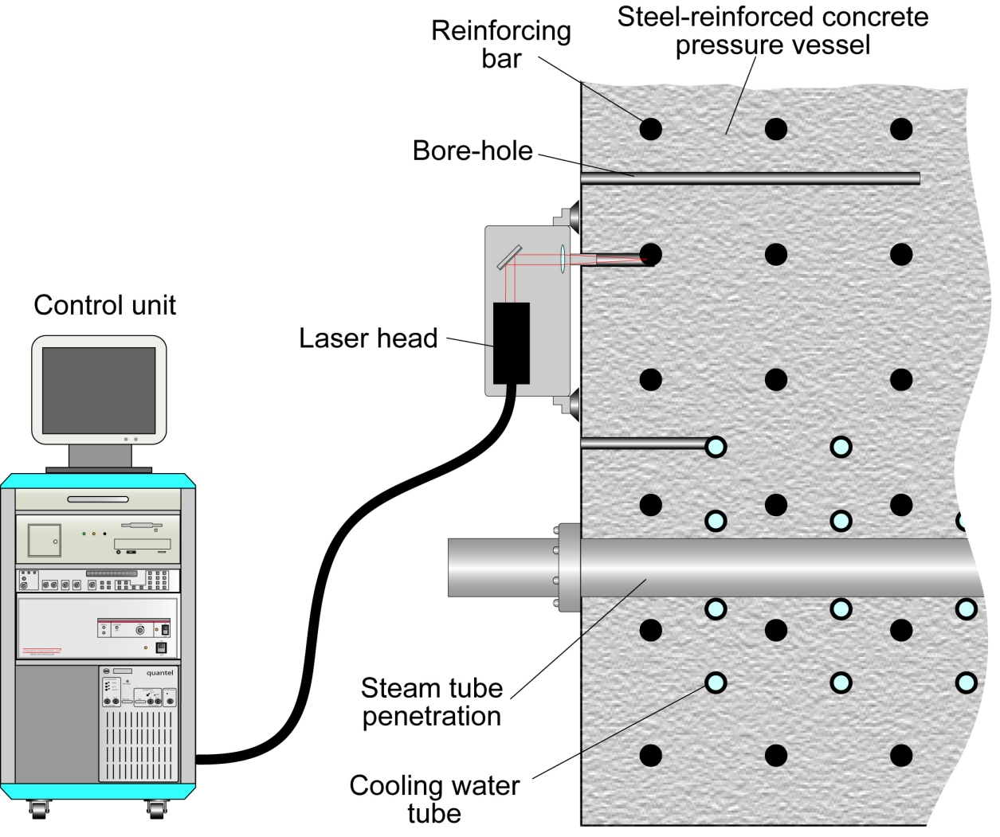 Steel-reinforced concrete
pressure vessel
Reinforcing
bar
Bore-hole
Control unit
Laser head
quantel
Steam tube
penetration
Cooling water
tube